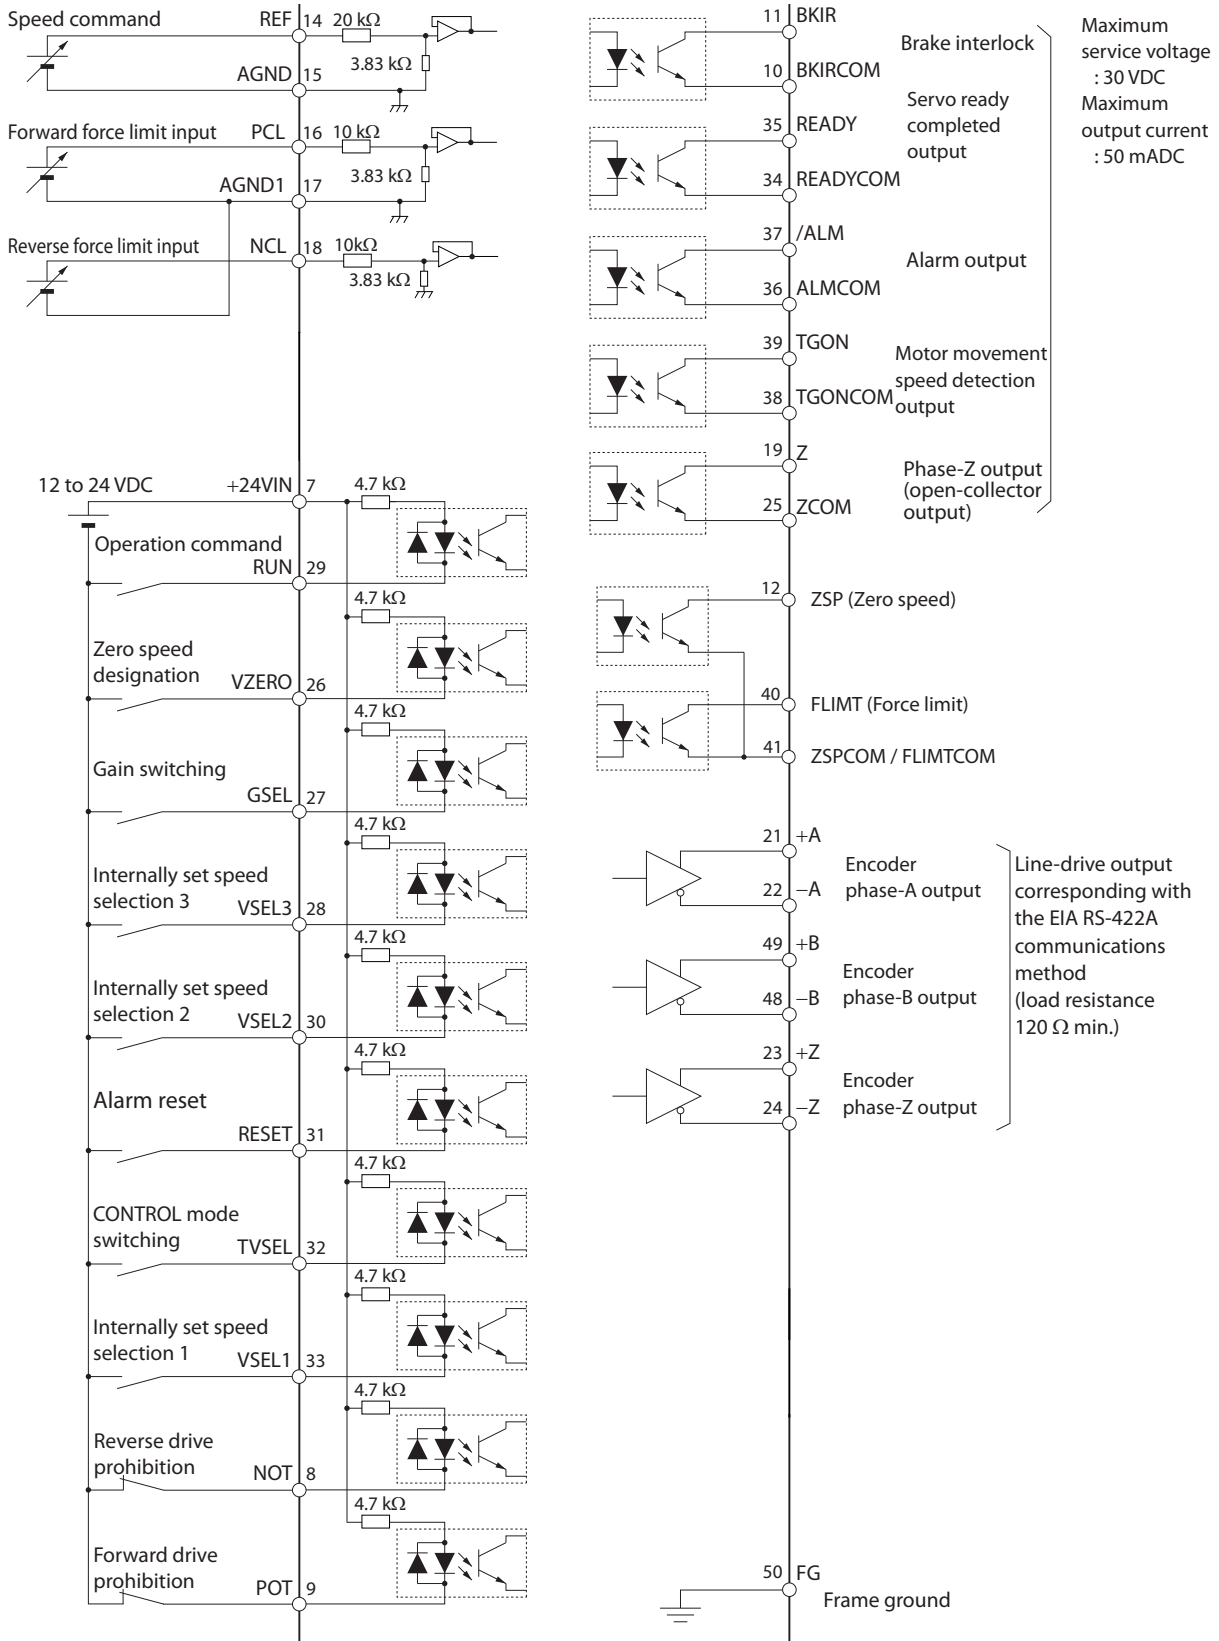 Speed command
REF 14 20 kΩ
3.83 kΩ
AGND 15
Forward force limit input
PCL 16 10 kΩ
3.83 kΩ
AGND1 17
Reverse force limit input
NCL 18 10kΩ
3.83 kΩ
12 to 24 VDC
+24VIN 7 4.7 kΩ
Operation command
RUN 29
4.7 kΩ
Zero speed
designation
VZERO 26
4.7 kΩ
Gain switching
GSEL 27
4.7 kΩ
Internally set speed
selection 3
VSEL3 28
4.7 kΩ
Internally set speed
selection 2
VSEL2 30
4.7 kΩ
Alarm reset
RESET 31
4.7 kΩ
CONTROL mode
switching
TVSEL 32
4.7 kΩ
Internally set speed
selection 1
VSEL1 33
4.7 kΩ
Reverse drive
prohibition
NOT 8
4.7 kΩ
Forward drive
prohibition
POT 9
11 BKIR
Brake interlock
10 BKIRCOM
35 READY
Servo ready
completed
output
34 READYCOM
37 /ALM
Alarm output
36 ALMCOM
39 TGON
Motor movement
speed detection
output
38 TGONCOM
19 Z
Phase-Z output
(open-collector
output)
25 ZCOM
Maximum
service voltage
: 30 VDC
Maximum
output current
: 50 mADC
12 ZSP (Zero speed)
40 FLIMT (Force limit)
41 ZSPCOM / FLIMTCOM
21 +A
Encoder
phase-A output
22 −A
49 +B
Encoder
phase-B output
48 −B
23 +Z
Encoder
phase-Z output
24 −Z
Line-drive output
corresponding with
the EIA RS-422A
communications
method
(load resistance
120 Ω min.)
50 FG
Frame ground